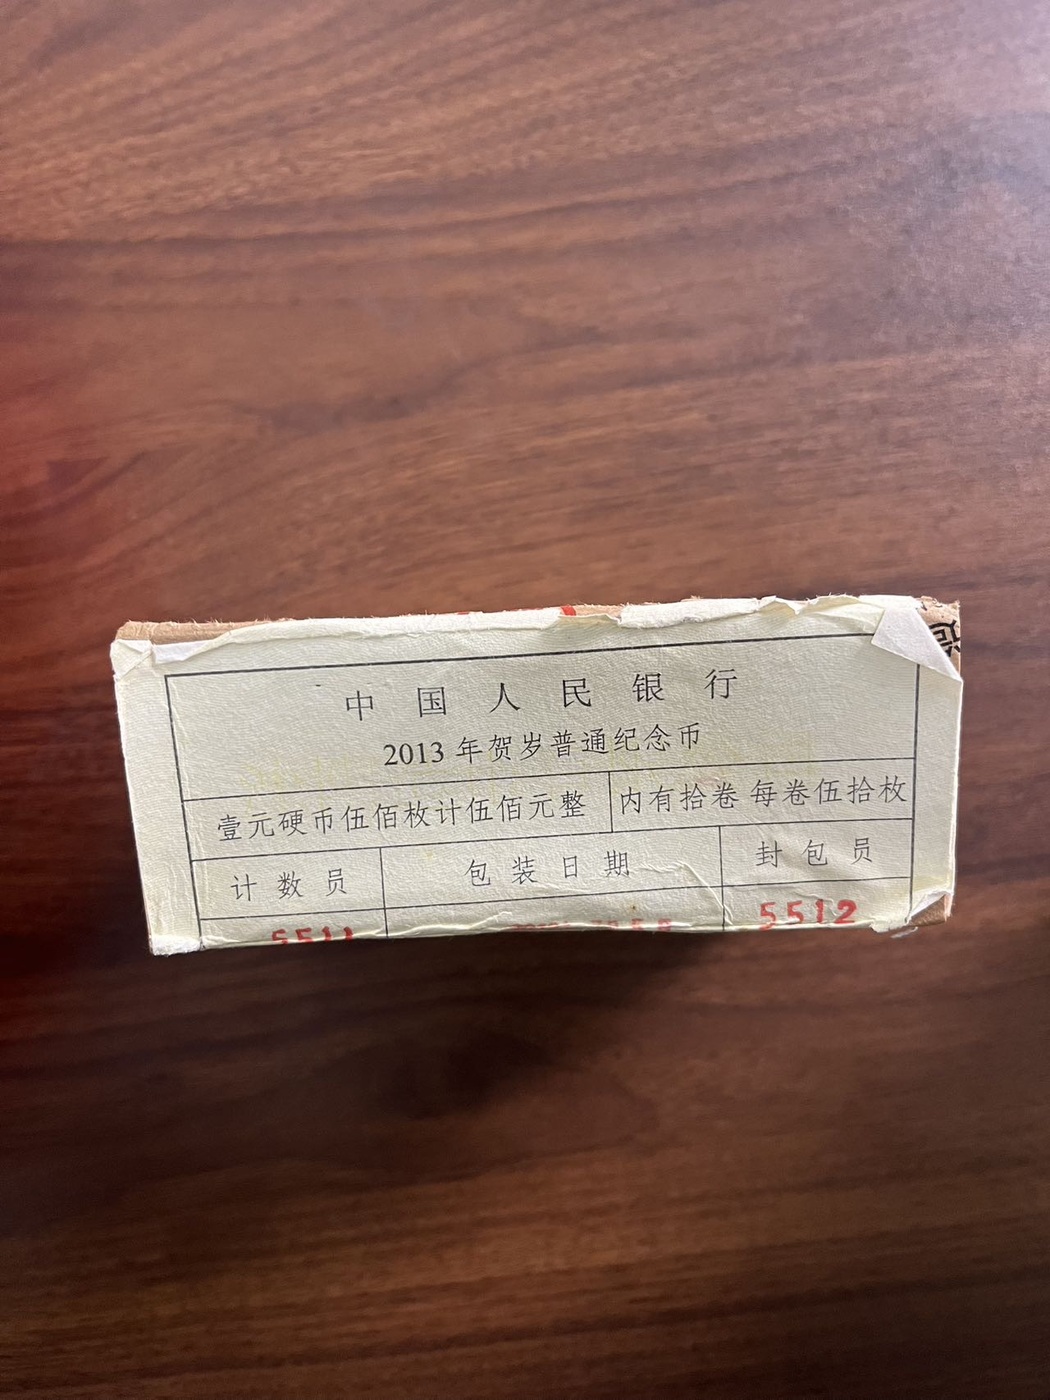 中国人民银行
2013年贺岁普通纪念币
壹元硬币伍佰枚计伍佰元整 内有拾卷 每卷伍拾枚
计数员 包装日期 封包员
5511 5512